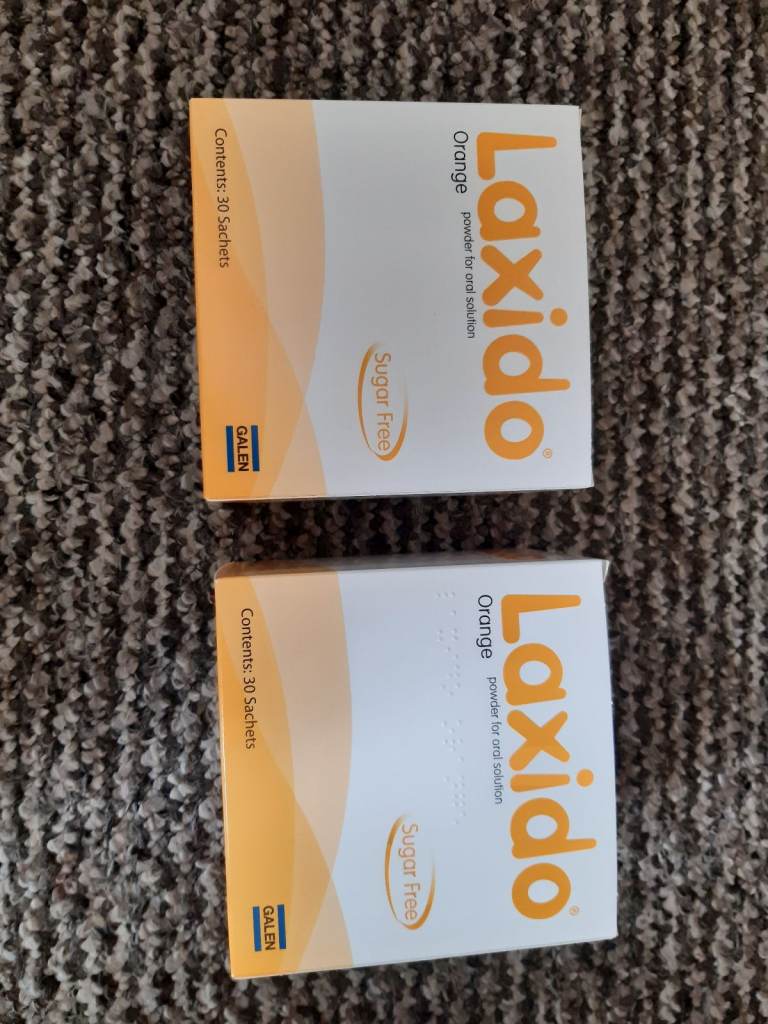 Laxido®
Orange powder for oral solution
Sugar Free
Contents: 30 Sachets
GALEN
Laxido®
Orange powder for oral solution
Sugar Free
Contents: 30 Sachets
GALEN